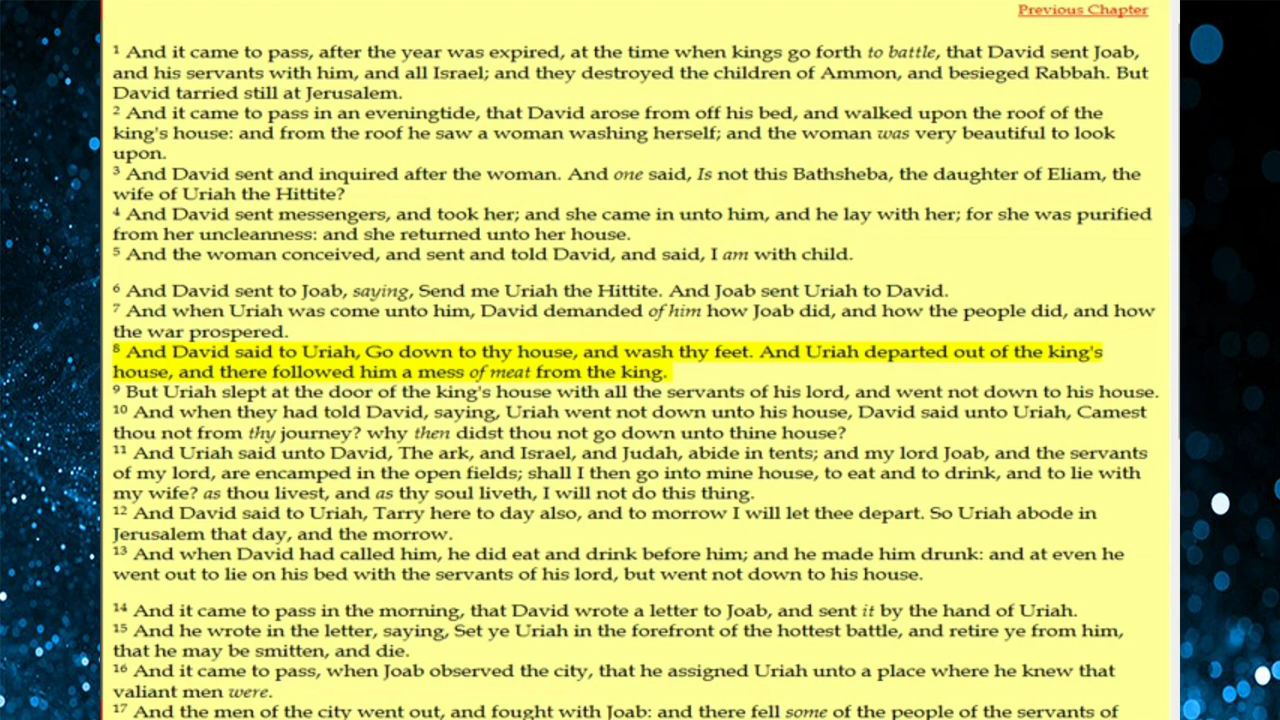 Previous Chapter
1 And it came to pass, after the year was expired, at the time when kings go forth to battle, that David sent Joab,
and his servants with him, and all Israel; and they destroyed the children of Ammon, and besieged Rabbah. But
David tarried still at Jerusalem.
2 And it came to pass in an eveningtide, that David arose from off his bed, and walked upon the roof of the
king's house: and from the roof he saw a woman washing herself; and the woman was very beautiful to look
upon.
3 And David sent and inquired after the woman. And one said, Is not this Bathsheba, the daughter of Eliam, the
wife of Uriah the Hittite?
4 And David sent messengers, and took her; and she came in unto him, and he lay with her; for she was purified
from her uncleanness: and she returned unto her house.
5 And the woman conceived, and sent and told David, and said, I am with child.
6 And David sent to Joab, saying, Send me Uriah the Hittite. And Joab sent Uriah to David.
7 And when Uriah was come unto him, David demanded of him how Joab did, and how the people did, and how
the war prospered.
8 And David said to Uriah, Go down to thy house, and wash thy feet. And Uriah departed out of the king's
house, and there followed him a mess of meat from the king.
9 But Uriah slept at the door of the king's house with all the servants of his lord, and went not down to his house.
10 And when they had told David, saying, Uriah went not down unto his house, David said unto Uriah, Camest
thou not from thy journey? why then didst thou not go down unto thine house?
11 And Uriah said unto David, The ark, and Israel, and Judah, abide in tents; and my lord Joab, and the servants
of my lord, are encamped in the open fields; shall I then go into mine house, to eat and to drink, and to lie with
my wife? as thou livest, and as thy soul liveth, I will not do this thing.
12 And David said to Uriah, Tarry here to day also, and to morrow I will let thee depart. So Uriah abode in
Jerusalem that day, and the morrow.
13 And when David had called him, he did eat and drink before him; and he made him drunk: and at even he
went out to lie on his bed with the servants of his lord, but went not down to his house.
14 And it came to pass in the morning, that David wrote a letter to Joab, and sent it by the hand of Uriah.
15 And he wrote in the letter, saying, Set ye Uriah in the forefront of the hottest battle, and retire ye from him,
that he may be smitten, and die.
16 And it came to pass, when Joab observed the city, that he assigned Uriah unto a place where he knew that
valiant men were.
17 And the men of the city went out, and fought with Joab: and there fell some of the people of the servants of